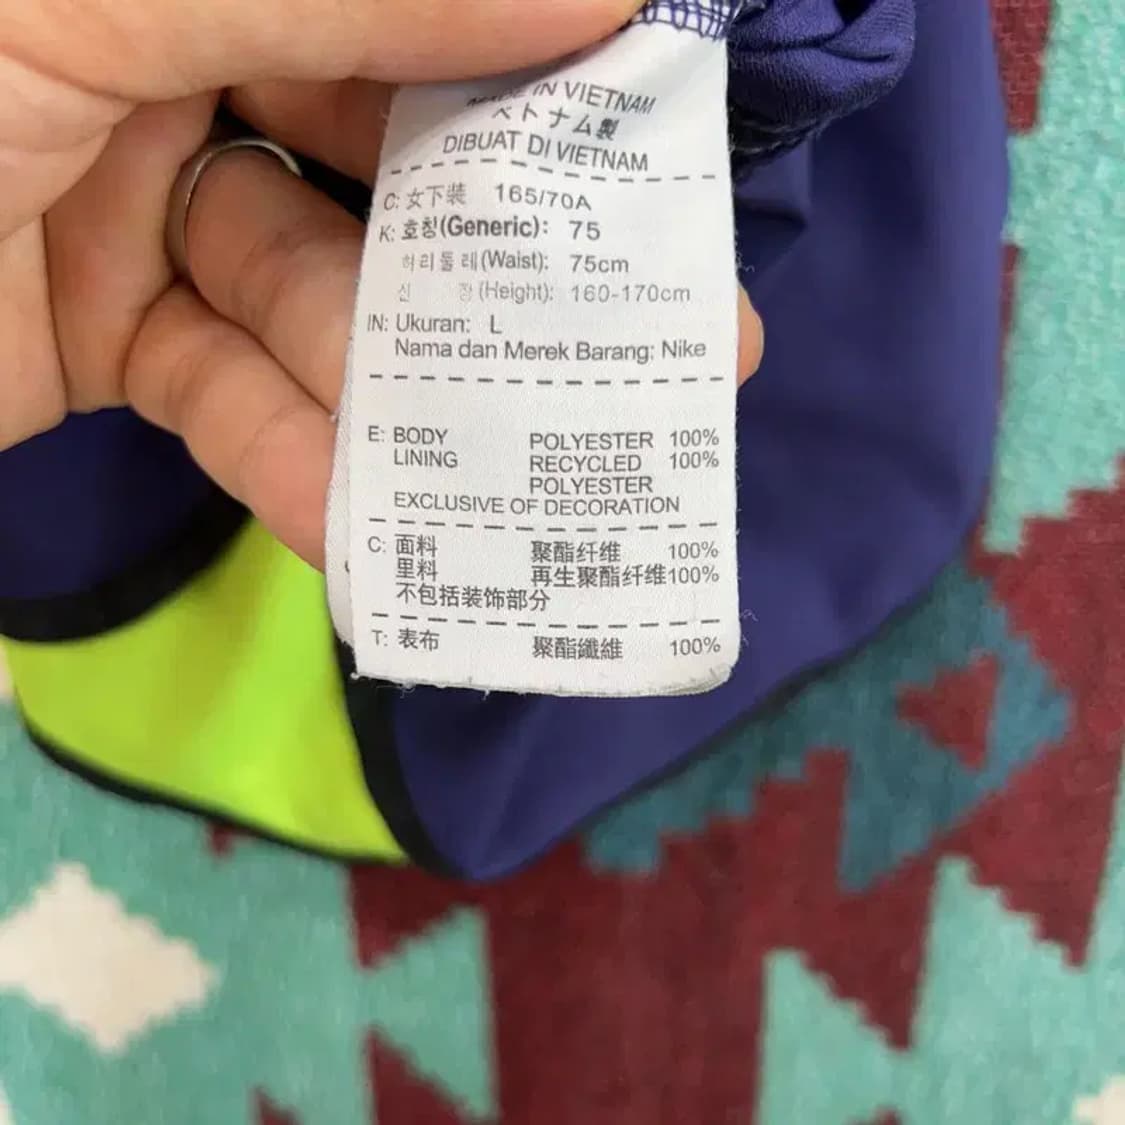 MADE IN VIETNAM
ベトナム製
DIBUAT DI VIETNAM
C: 女下装 165/70A
K: 호칭(Generic): 75
허리둘레(Waist): 75cm
신 장(Height): 160-170cm
IN: Ukuran: L
Nama dan Merek Barang: Nike
E: BODY POLYESTER 100%
LINING RECYCLED 100%
POLYESTER
EXCLUSIVE OF DECORATION
C: 面料 聚酯纤维 100%
里料 再生聚酯纤维100%
不包括装饰部分
T: 表布 聚酯纖維 100%